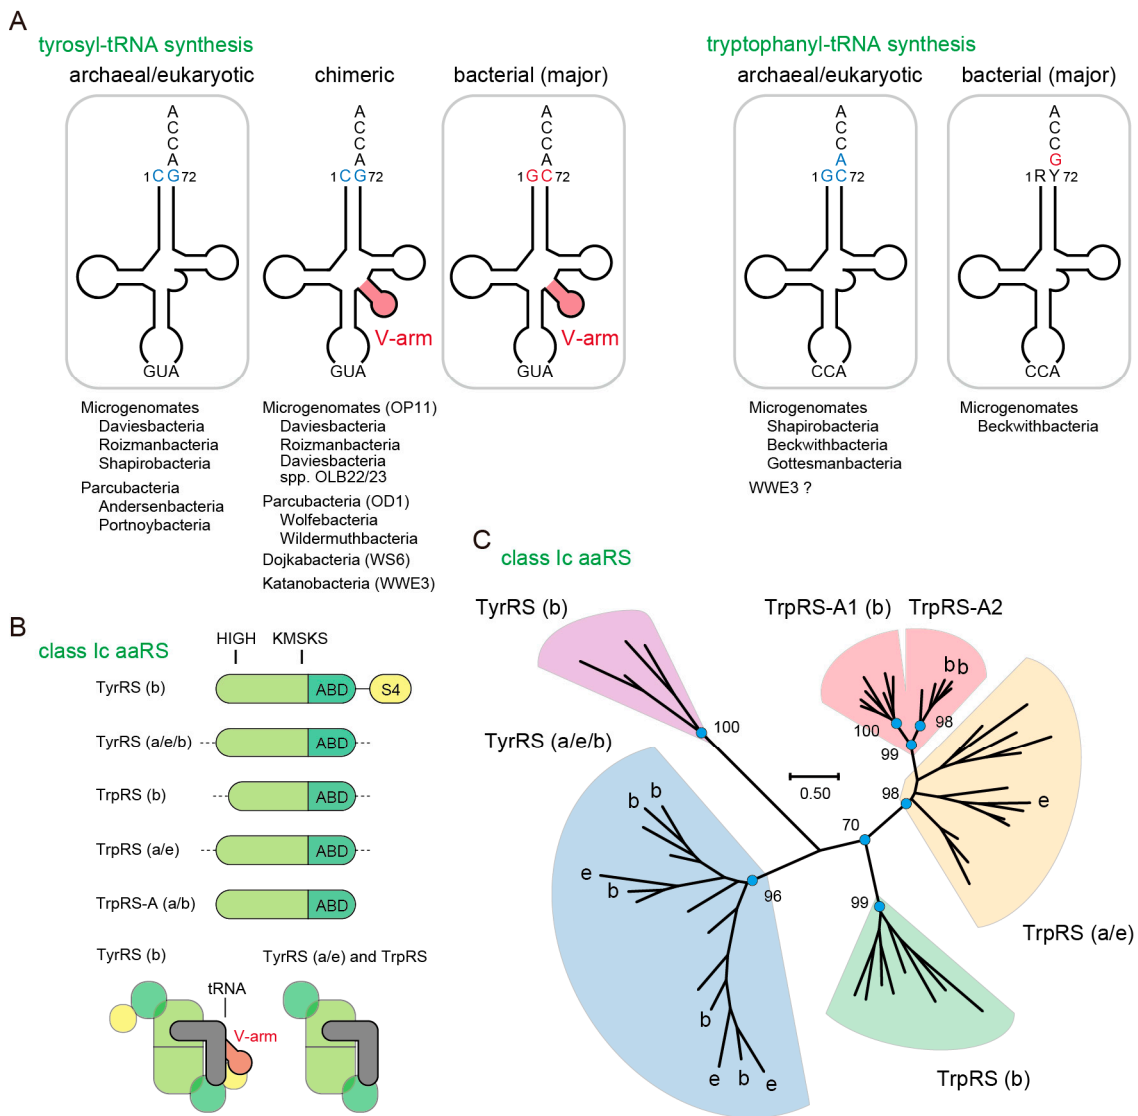 A
tyrosyl-tRNA synthesis
archaeal/eukaryotic
chimeric
bacterial (major)
A
C
C
A
1 C G 72
GUA
A
C
C
A
1 C G 72
V-arm
GUA
A
C
C
A
1 G C 72
V-arm
GUA
Microgenomates
Daviesbacteria
Roizmanbacteria
Shapirobacteria
Parcubacteria
Andersenbacteria
Portnoybacteria
Microgenomates (OP11)
Daviesbacteria
Roizmanbacteria
Daviesbacteria
spp. OLB22/23
Parcubacteria (OD1)
Wolfebacteria
Wildermuthbacteria
Dojkabacteria (WS6)
Katanobacteria (WWE3)
tryptophanyl-tRNA synthesis
archaeal/eukaryotic
bacterial (major)
A
C
C
A
1 G C 72
CCA
A
C
C
G
1 R Y 72
CCA
Microgenomates
Shapirobacteria
Beckwithbacteria
Gottesmanbacteria
WWE3 ?
Microgenomates
Beckwithbacteria
B
class Ic aaRS
HIGH KMSKS
TyrRS (b) ABD S4
TyrRS (a/e/b) ABD
TrpRS (b) ABD
TrpRS (a/e) ABD
TrpRS-A (a/b) ABD
TyrRS (b)
TyrRS (a/e) and TrpRS
tRNA
V-arm
C
class Ic aaRS
TyrRS (b)
100
TrpRS-A1 (b)
TrpRS-A2
b b
100
98
99
TyrRS (a/e/b)
0.50
98
e
70
b
b
e
b
96
99
b
e
b
e
TrpRS (a/e)
TrpRS (b)